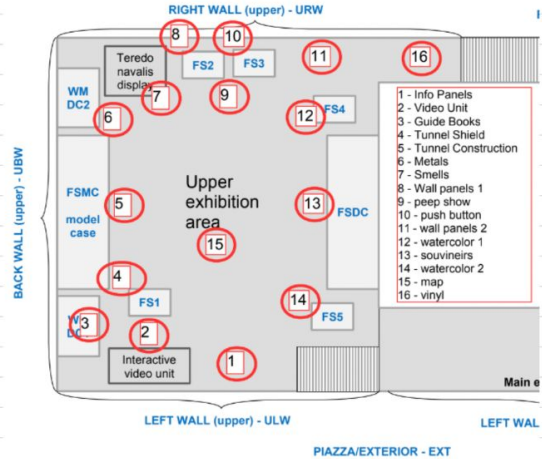 RIGHT WALL (upper) - URW
8
10
11
16
Teredo
navalis
display
FS2
FS3
WM
DC2
7
9
FS4
12
6
1 - Info Panels
2 - Video Unit
3 - Guide Books
4 - Tunnel Shield
5 - Tunnel Construction
6 - Metals
7 - Smells
8 - Wall panels 1
9 - peep show
10 - push button
11 - wall panels 2
12 - watercolor 1
13 - souvineirs
14 - watercolor 2
15 - map
16 - vinyl
BACK WALL (upper) - UBW
FSMC
model
case
5
Upper
exhibition
area
13
FSDC
15
4
FS1
14
FS5
3
2
Interactive
video unit
1
Main e
LEFT WALL (upper) - ULW
LEFT WAL
PIAZZA/EXTERIOR - EXT